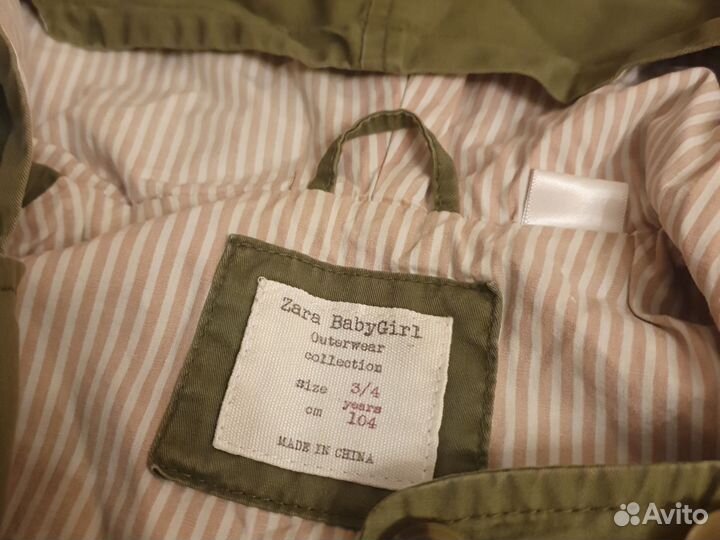 Zara BabyGirl
Outerwear
collection
size 3/4
years
cm 104
MADE IN CHINA
Avito